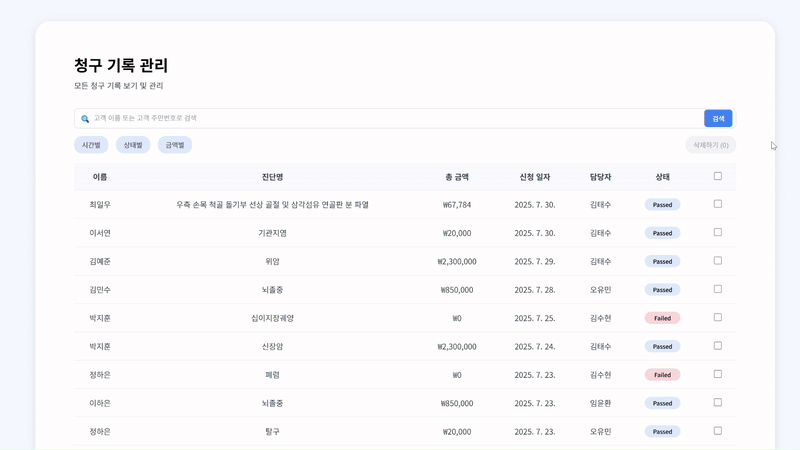 청구 기록 관리
모든 청구 기록 보기 및 관리
고객 이름 또는 고객 주민번호로 검색 검색
시간별 상태별 금액별 삭제하기 (0)
이름 진단명 총 금액 신청 일자 담당자 상태
최일우 우측 손목 척골 돌기부 선상 골절 및 삼각섬유 연골판 분 파열 ₩67,784 2025. 7. 30. 김태수 Passed
이서연 기관지염 ₩20,000 2025. 7. 30. 김태수 Passed
김예준 위암 ₩2,300,000 2025. 7. 29. 김태수 Passed
김민수 뇌졸중 ₩850,000 2025. 7. 28. 오유민 Passed
박지훈 십이지장궤양 ₩0 2025. 7. 25. 김수현 Failed
박지훈 신장암 ₩2,300,000 2025. 7. 24. 김태수 Passed
정하은 폐렴 ₩0 2025. 7. 23. 김수현 Failed
이하은 뇌졸중 ₩850,000 2025. 7. 23. 임윤환 Passed
정하은 탈구 ₩20,000 2025. 7. 23. 오유민 Passed